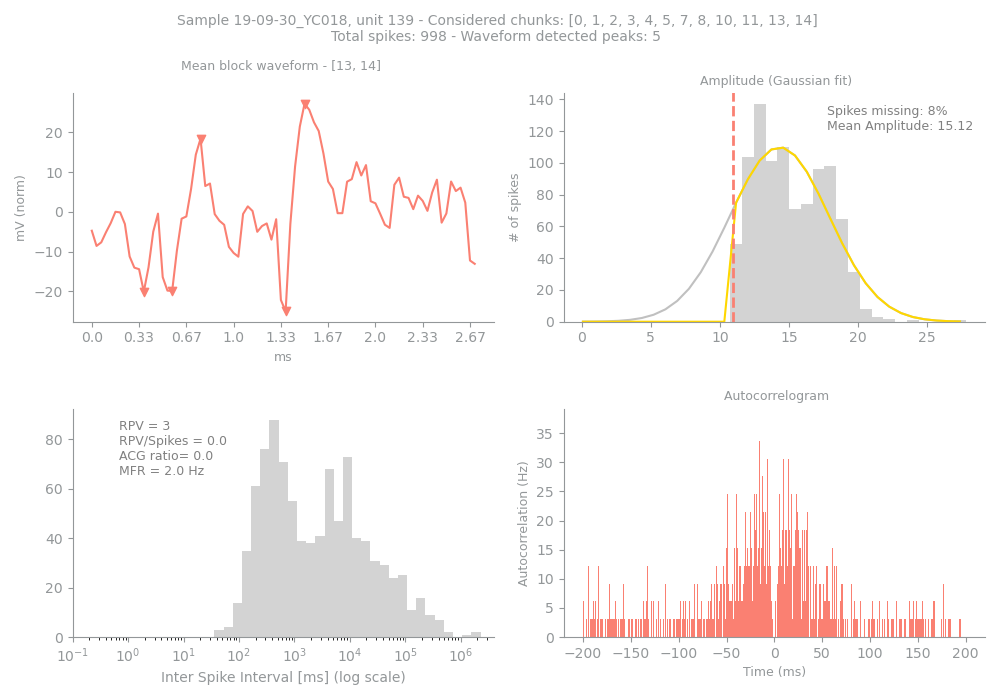 Sample 19-09-30_YC018, unit 139 - Considered chunks: [0, 1, 2, 3, 4, 5, 7, 8, 10, 11, 13, 14]
Total spikes: 998 - Waveform detected peaks: 5
Mean block waveform - [13, 14]
mV (norm)
20
10
0
−10
−20
0.0 0.33 0.67 1.0 1.33 1.67 2.0 2.33 2.67
ms
Amplitude (Gaussian fit)
Spikes missing: 8%
Mean Amplitude: 15.12
# of spikes
140
120
100
80
60
40
20
0
0 5 10 15 20 25
RPV = 3
RPV/Spikes = 0.0
ACG ratio= 0.0
MFR = 2.0 Hz
80
60
40
20
0
10⁻¹ 10⁰ 10¹ 10² 10³ 10⁴ 10⁵ 10⁶
Inter Spike Interval [ms] (log scale)
Autocorrelogram
Autocorrelation (Hz)
35
30
25
20
15
10
5
0
−200 −150 −100 −50 0 50 100 150 200
Time (ms)